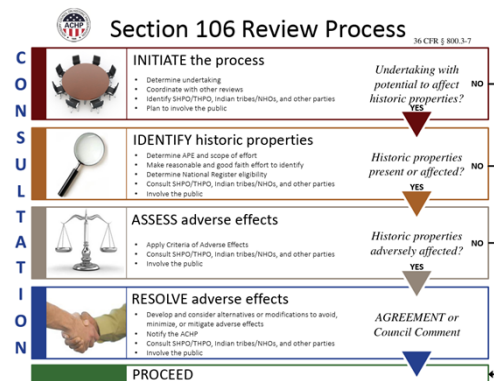 ACHP
Section 106 Review Process
36 CFR § 800.3-7
CONSULTATION
INITIATE the process
• Determine undertaking
• Coordinate with other reviews
• Identify SHPO/THPO, Indian tribes/NHOs, and other parties
• Plan to involve the public
Undertaking with
potential to affect
historic properties?
NO
YES
IDENTIFY historic properties
• Determine APE and scope of effort
• Make reasonable and good faith effort to identify
• Determine National Register eligibility
• Consult SHPO/THPO, Indian tribes/NHOs, and other parties
• Involve the public
Historic properties
present or affected?
NO
YES
ASSESS adverse effects
• Apply Criteria of Adverse Effects
• Consult SHPO/THPO, Indian tribes/NHOs, and other parties
• Involve the public
Historic properties
adversely affected?
NO
YES
RESOLVE adverse effects
• Develop and consider alternatives or modifications to avoid,
minimize, or mitigate adverse effects
• Notify the ACHP
• Consult SHPO/THPO, Indian tribes/NHOs, and other parties
• Involve the public
AGREEMENT or
Council Comment
PROCEED